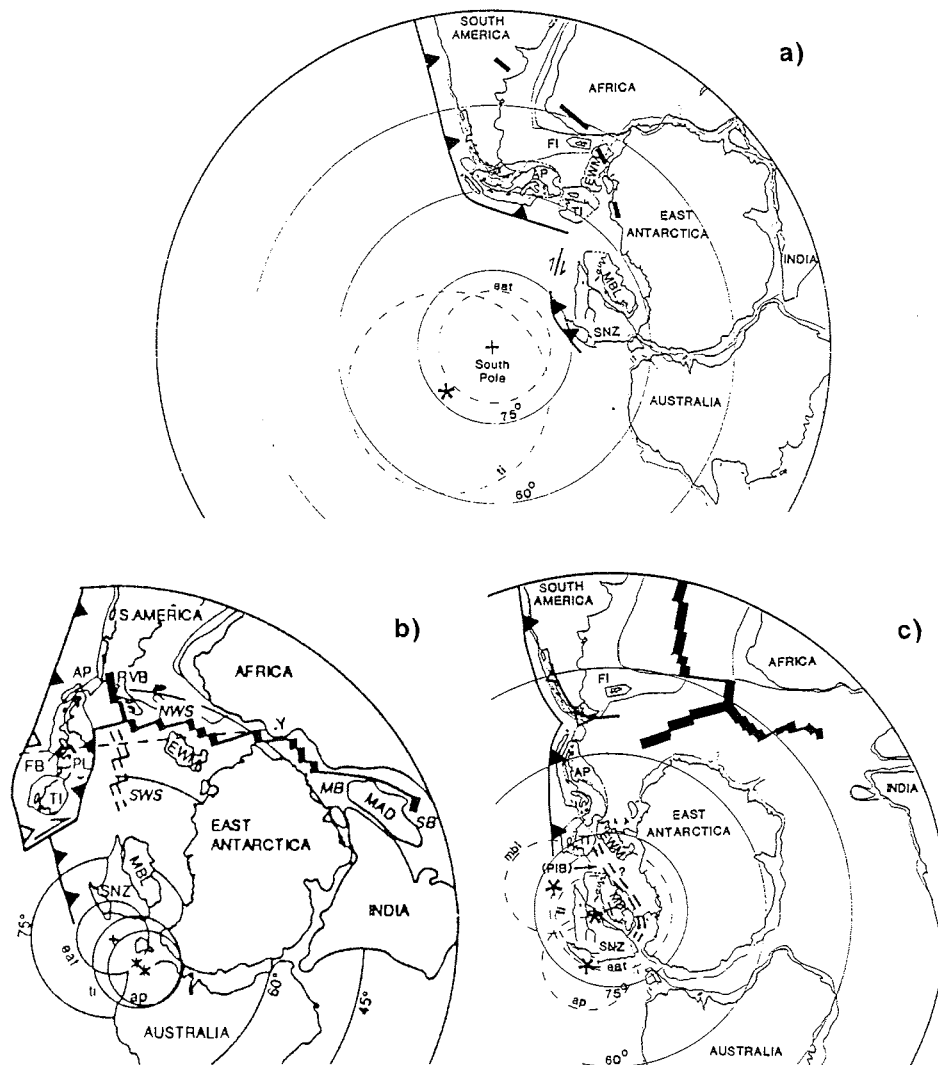 a)
SOUTH
AMERICA
AFRICA
FI
EWM
AP
TI
EAST
ANTARCTICA
INDIA
MBL
eat
SNZ
South
Pole
75°
AUSTRALIA
ti
60°
b)
S.AMERICA
AFRICA
AP
RVB
NWS
Y
EWM
FB
PL
TI
SWS
MB
MAD
SB
EAST
ANTARCTICA
MBL
SNZ
INDIA
75°
eat
ti
ap
60°
45°
AUSTRALIA
c)
SOUTH
AMERICA
AFRICA
FI
INDIA
AP
EAST
ANTARCTICA
mbl
TI
EWM
(PIB)
?
ti
SNZ
eat
ap
75°
60°
AUSTRALIA